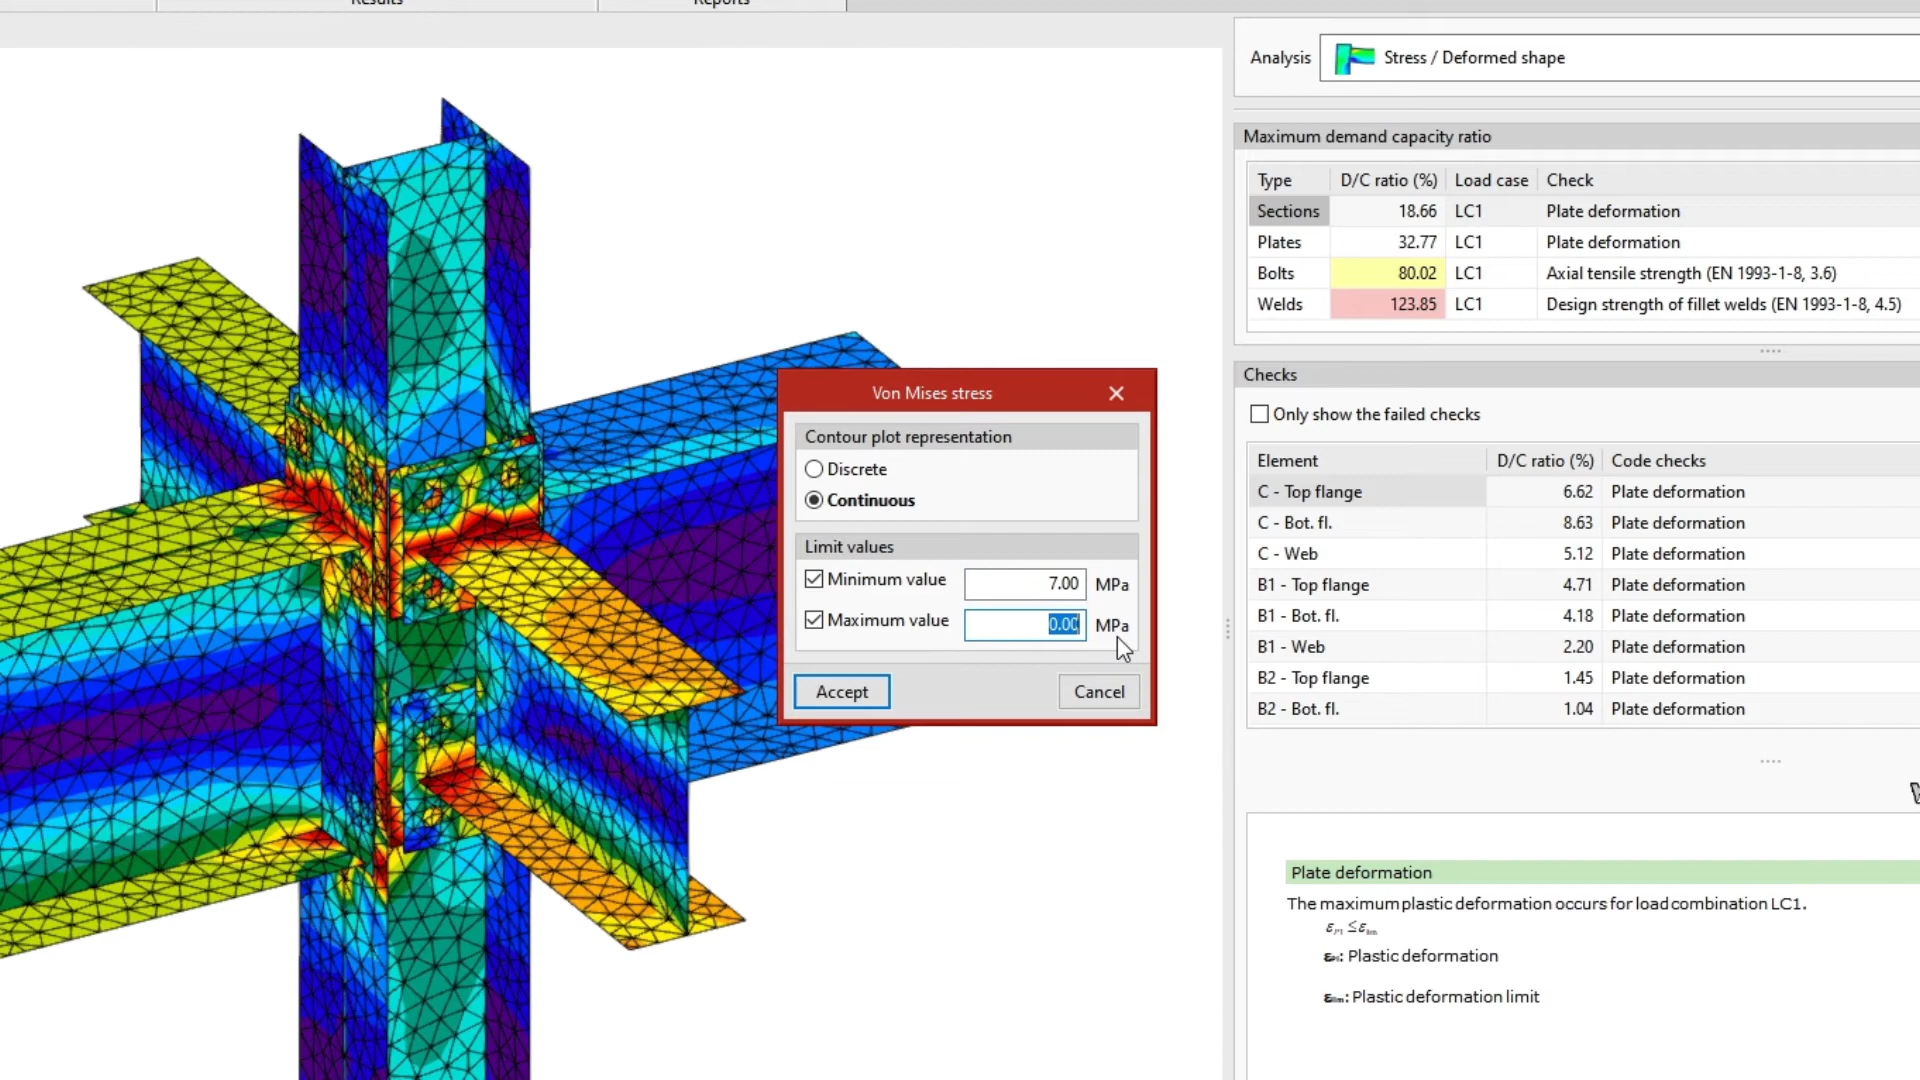 Results
Reports
Analysis
Stress / Deformed shape
Maximum demand capacity ratio
Type D/C ratio (%) Load case Check
Sections 18.66 LC1 Plate deformation
Plates 32.77 LC1 Plate deformation
Bolts 80.02 LC1 Axial tensile strength (EN 1993-1-8, 3.6)
Welds 123.85 LC1 Design strength of fillet welds (EN 1993-1-8, 4.5)
Von Mises stress
Contour plot representation
Discrete
Continuous
Limit values
Minimum value 7.00 MPa
Maximum value 0.00 MPa
Accept Cancel
Checks
Only show the failed checks
Element D/C ratio (%) Code checks
C - Top flange 6.62 Plate deformation
C - Bot. fl. 8.63 Plate deformation
C - Web 5.12 Plate deformation
B1 - Top flange 4.71 Plate deformation
B1 - Bot. fl. 4.18 Plate deformation
B1 - Web 2.20 Plate deformation
B2 - Top flange 1.45 Plate deformation
B2 - Bot. fl. 1.04 Plate deformation
Plate deformation
The maximum plastic deformation occurs for load combination LC1.
ε ≤ ε
ε: Plastic deformation
ε: Plastic deformation limit